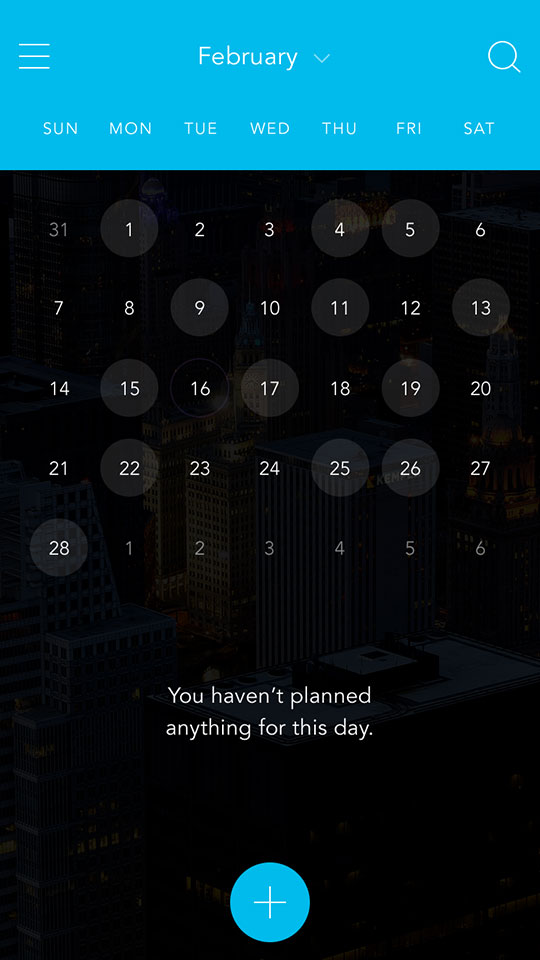 February
SUN MON TUE WED THU FRI SAT
31 1 2 3 4 5 6
7 8 9 10 11 12 13
14 15 16 17 18 19 20
21 22 23 24 25 26 27
28 1 2 3 4 5 6
You haven’t planned
anything for this day.